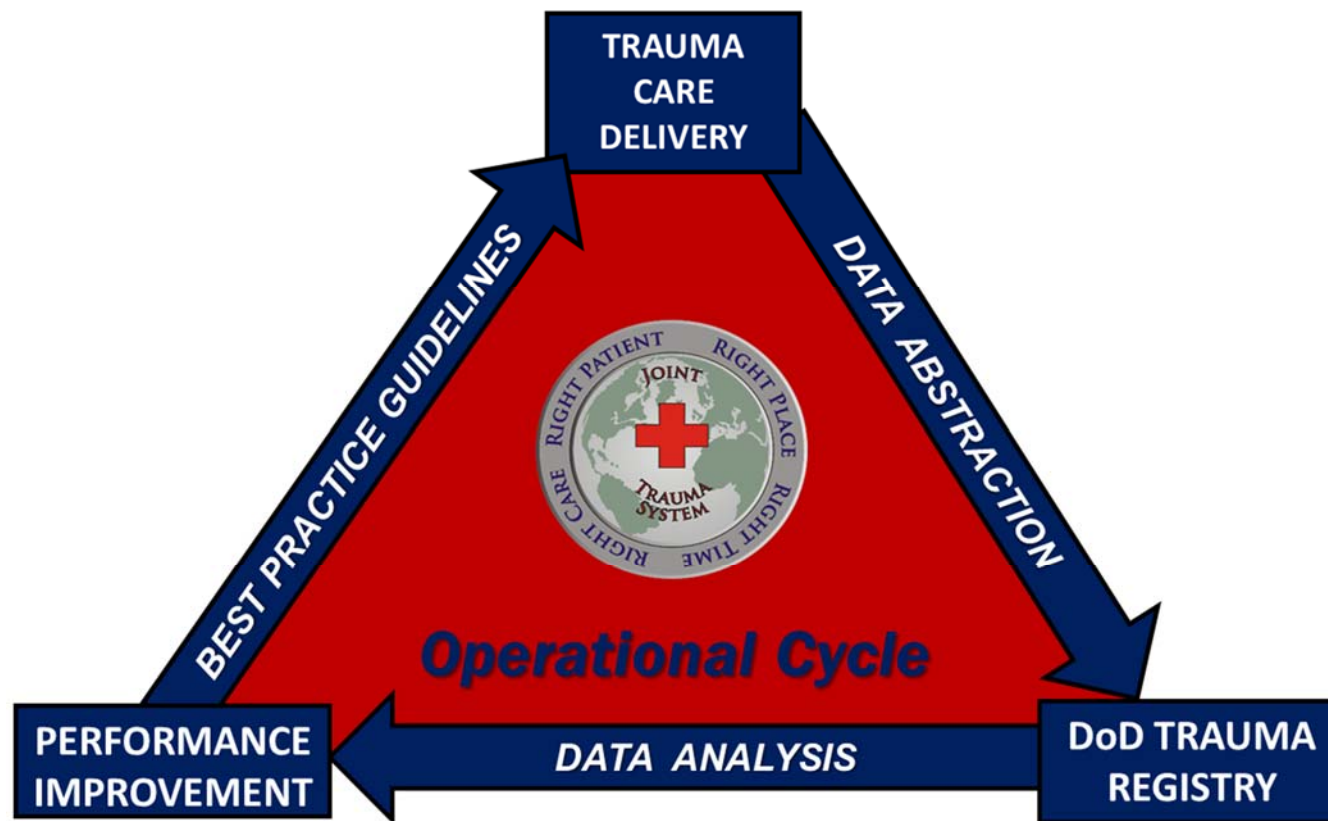 TRAUMA
CARE
DELIVERY
BEST PRACTICE GUIDELINES
DATA ABSTRACTION
RIGHT PATIENT
RIGHT PLACE
RIGHT TIME
RIGHT CARE
JOINT
TRAUMA
SYSTEM
Operational Cycle
PERFORMANCE
IMPROVEMENT
DATA ANALYSIS
DoD TRAUMA
REGISTRY